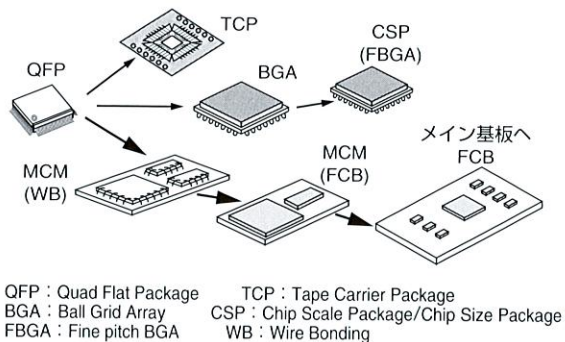 TCP
QFP
BGA
CSP
(FBGA)
MCM
(WB)
MCM
(FCB)
メイン基板へ
FCB
QFP：Quad Flat Package TCP：Tape Carrier Package
BGA：Ball Grid Array CSP：Chip Scale Package/Chip Size Package
FBGA：Fine pitch BGA WB：Wire Bonding